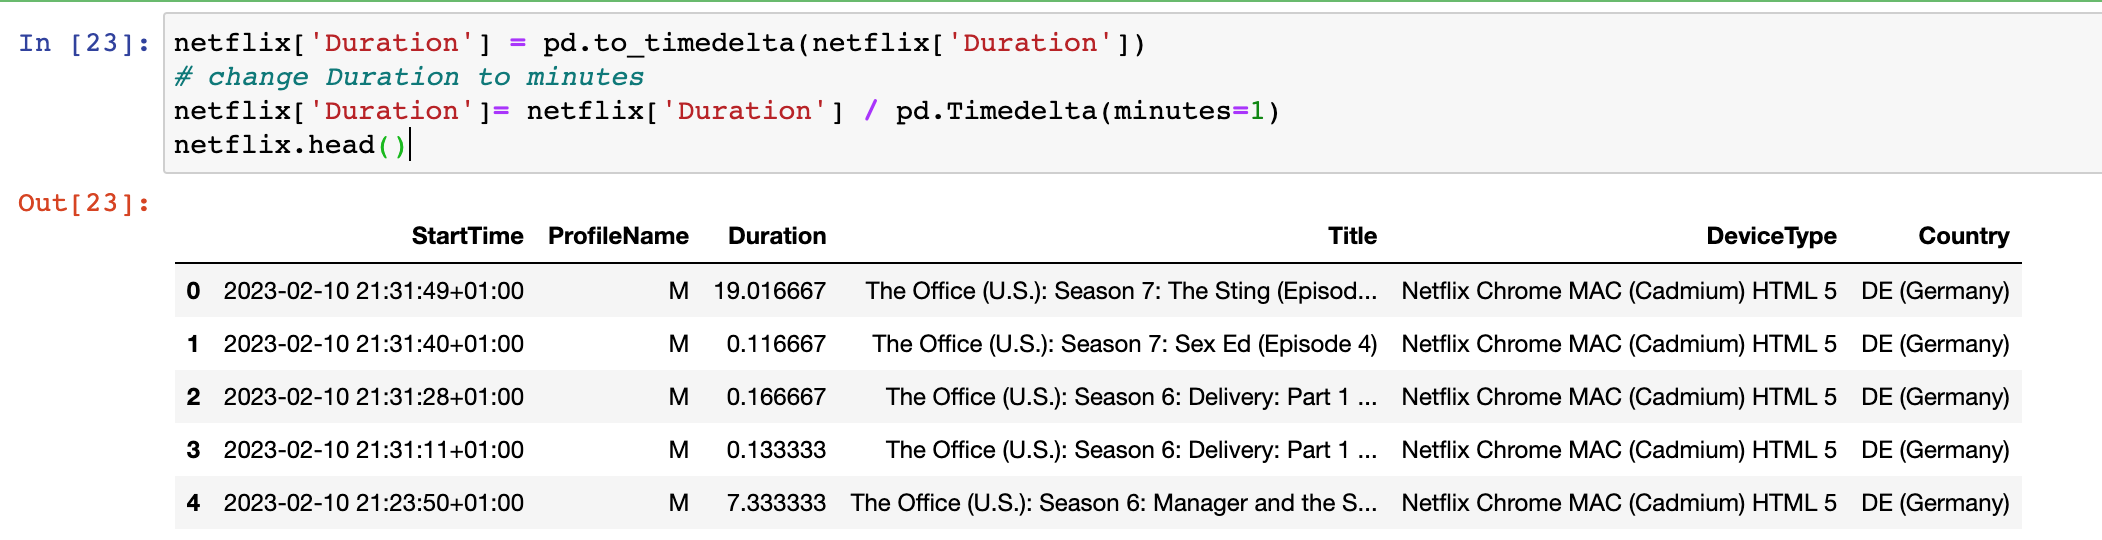 In [23]: netflix['Duration'] = pd.to_timedelta(netflix['Duration'])
# change Duration to minutes
netflix['Duration']= netflix['Duration'] / pd.Timedelta(minutes=1)
netflix.head()
Out[23]:
StartTime ProfileName Duration Title DeviceType Country
0 2023-02-10 21:31:49+01:00 M 19.016667 The Office (U.S.): Season 7: The Sting (Episod... Netflix Chrome MAC (Cadmium) HTML 5 DE (Germany)
1 2023-02-10 21:31:40+01:00 M 0.116667 The Office (U.S.): Season 7: Sex Ed (Episode 4) Netflix Chrome MAC (Cadmium) HTML 5 DE (Germany)
2 2023-02-10 21:31:28+01:00 M 0.166667 The Office (U.S.): Season 6: Delivery: Part 1 ... Netflix Chrome MAC (Cadmium) HTML 5 DE (Germany)
3 2023-02-10 21:31:11+01:00 M 0.133333 The Office (U.S.): Season 6: Delivery: Part 1 ... Netflix Chrome MAC (Cadmium) HTML 5 DE (Germany)
4 2023-02-10 21:23:50+01:00 M 7.333333 The Office (U.S.): Season 6: Manager and the S... Netflix Chrome MAC (Cadmium) HTML 5 DE (Germany)